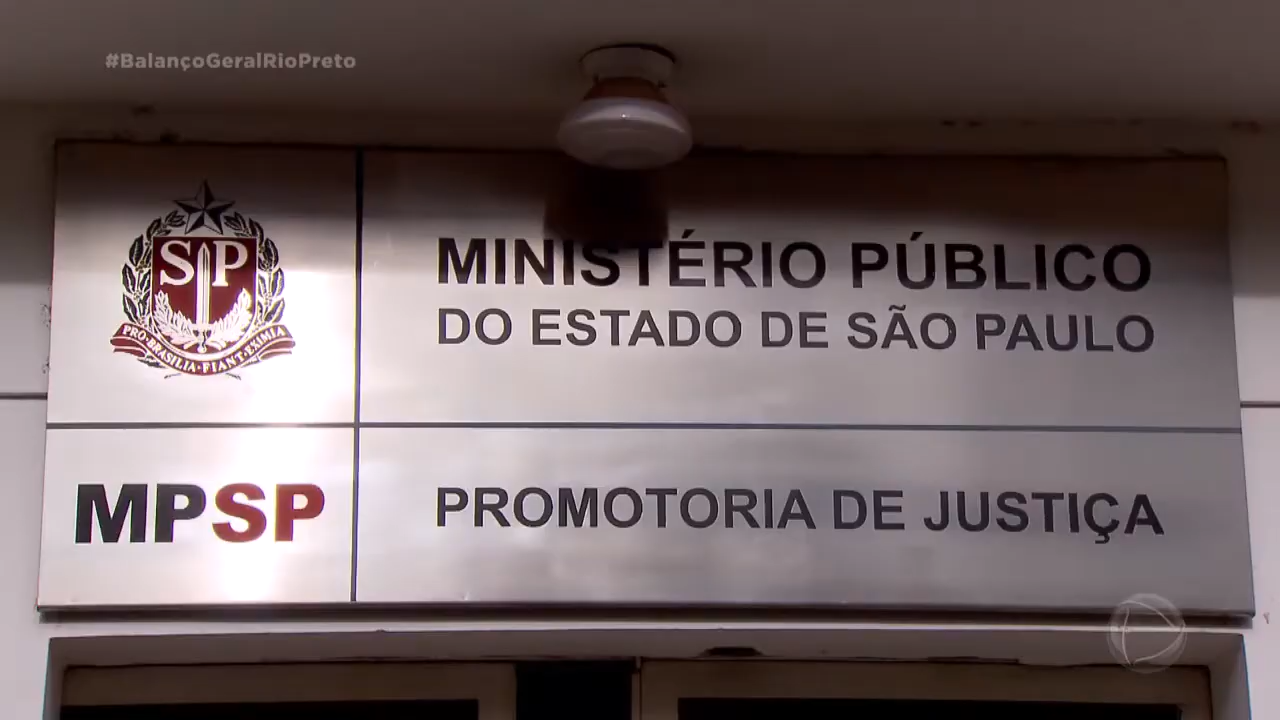 #BalançoGeralRioPreto
SP
PRO·BRASILIA·FIANT·EXIMIA
MINISTÉRIO PÚBLICO
DO ESTADO DE SÃO PAULO
MPSP
PROMOTORIA DE JUSTIÇA